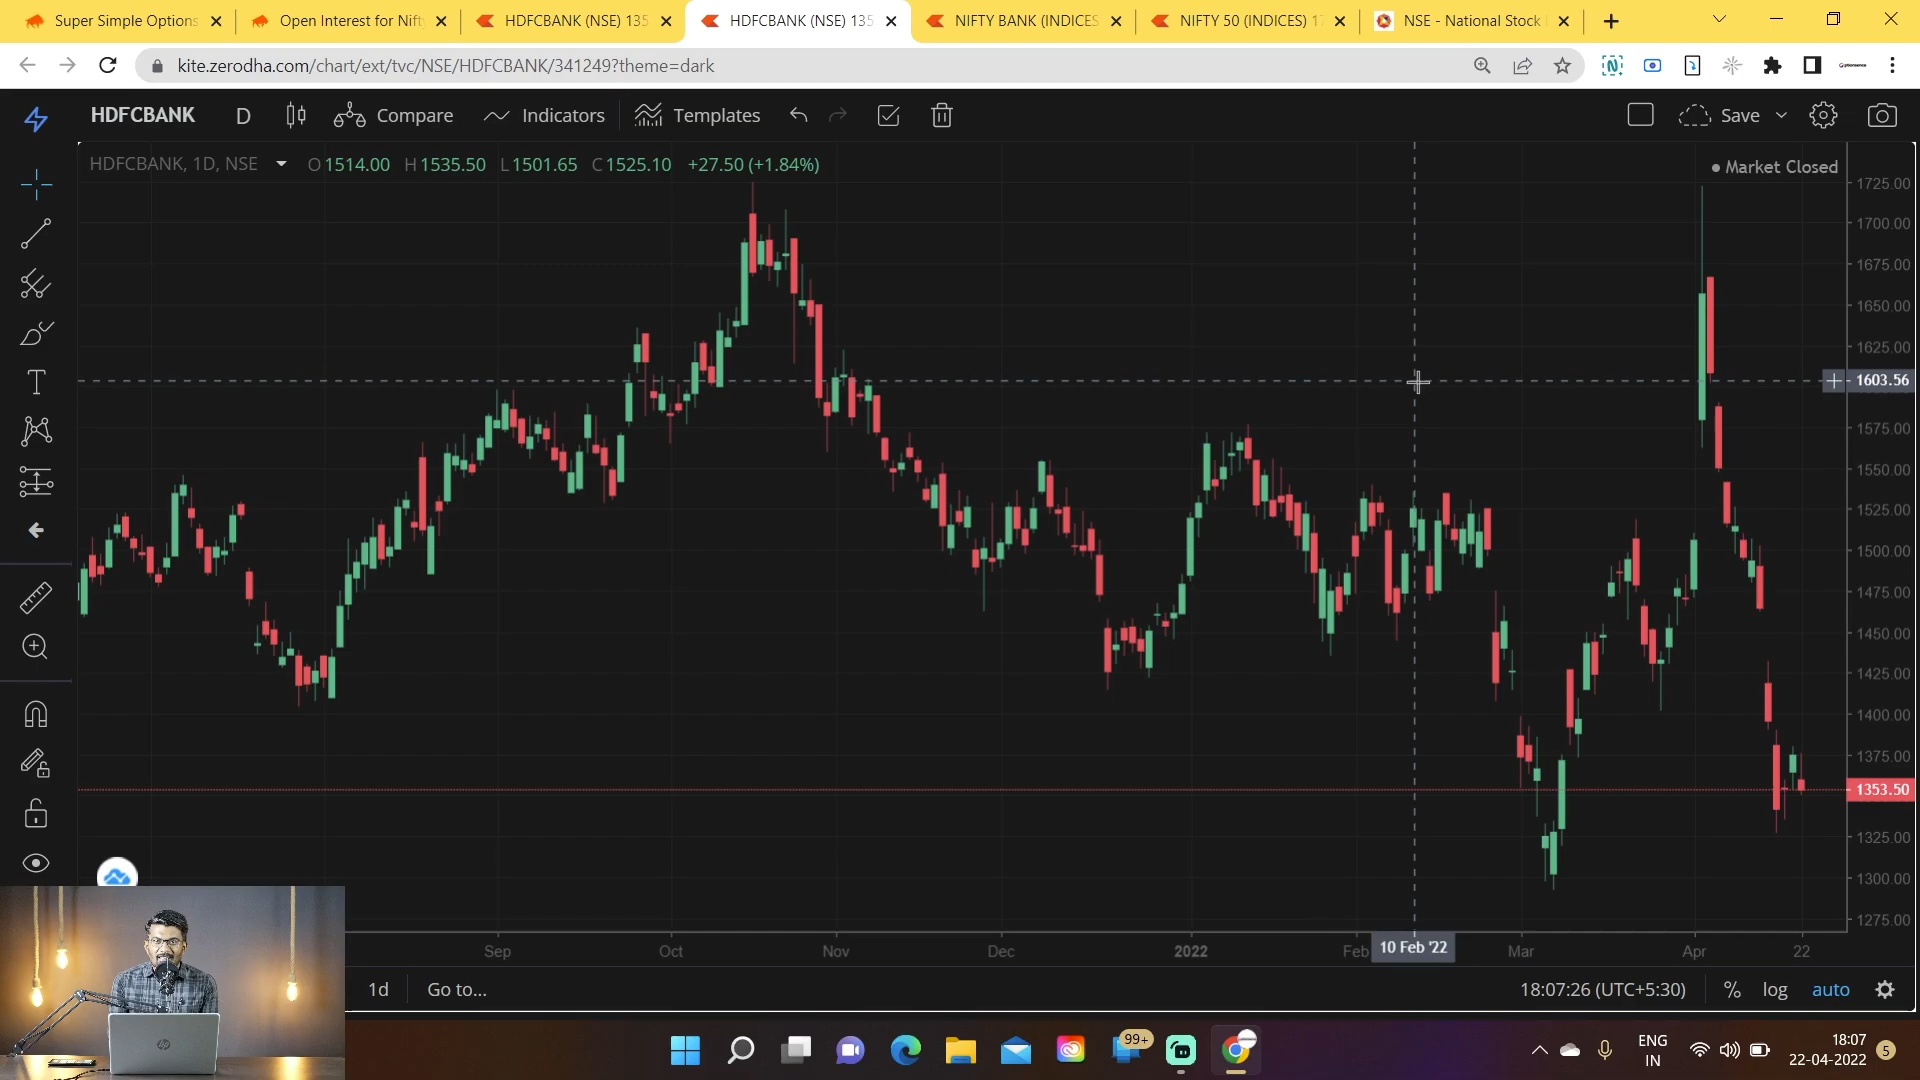 Super Simple Options
Open Interest for Nift
HDFCBANK (NSE) 135
HDFCBANK (NSE) 135
NIFTY BANK (INDICES
NIFTY 50 (INDICES) 17
NSE - National Stock
kite.zerodha.com/chart/ext/tvc/NSE/HDFCBANK/341249?theme=dark
HDFCBANK D Compare Indicators Templates Save
HDFCBANK, 1D, NSE O1514.00 H1535.50 L1501.65 C1525.10 +27.50 (+1.84%)
Market Closed
1725.00
1700.00
1675.00
1650.00
1625.00
1603.56
1575.00
1550.00
1525.00
1500.00
1475.00
1450.00
1425.00
1400.00
1375.00
1353.50
1325.00
1300.00
1275.00
Sep Oct Nov Dec 2022 Feb 10 Feb '22 Mar Apr 22
1d Go to... 18:07:26 (UTC+5:30) % log auto
hp
99+
ENG
IN
18:07
22-04-2022
5